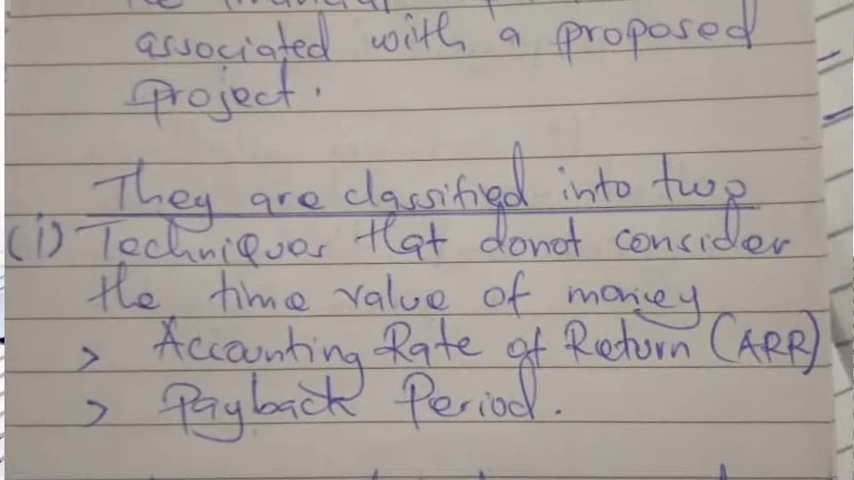 associated with a proposed
project.
They are classified into two
(i) Techniques that donot consider
the time value of money
> Accounting Rate of Return (ARR)
> Payback Period.